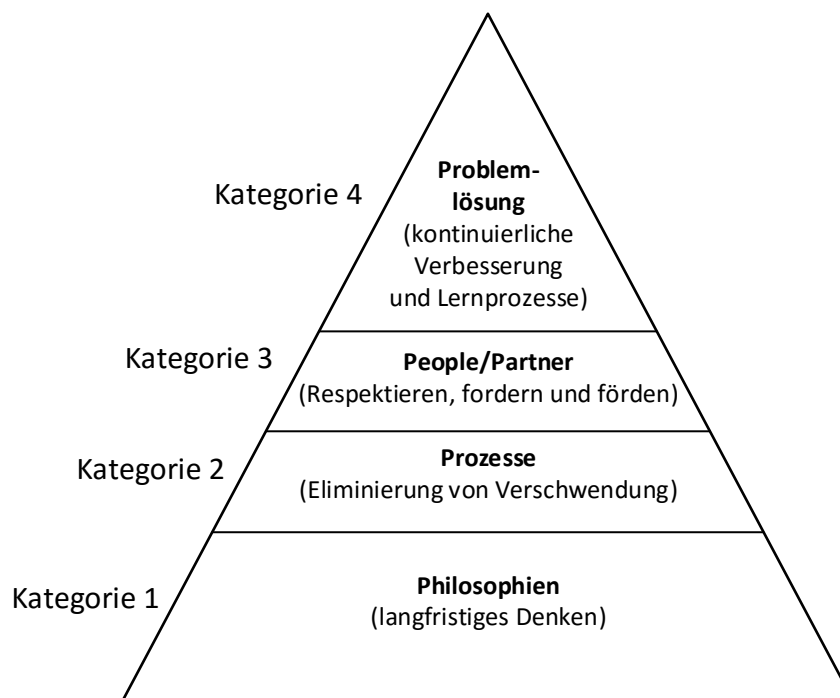 Kategorie 4
Problem-
lösung
(kontinuierliche
Verbesserung
und Lernprozesse)
Kategorie 3
People/Partner
(Respektieren, fordern und förden)
Kategorie 2
Prozesse
(Eliminierung von Verschwendung)
Kategorie 1
Philosophien
(langfristiges Denken)